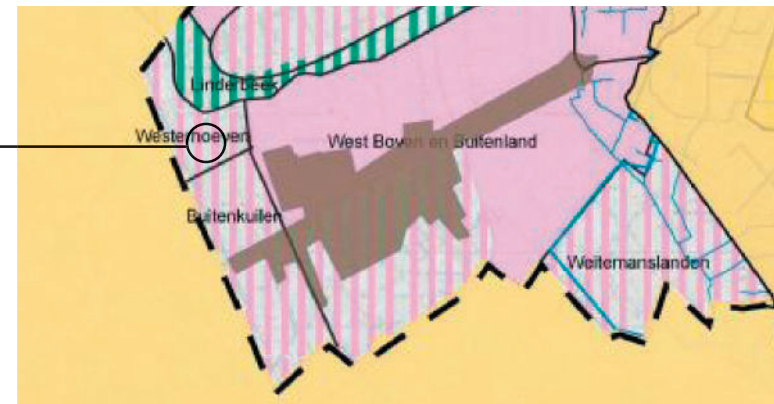 Linderbeek
Westerhoeven
West Boven en Buitenland
Buitenkuilen
Weitemanslanden